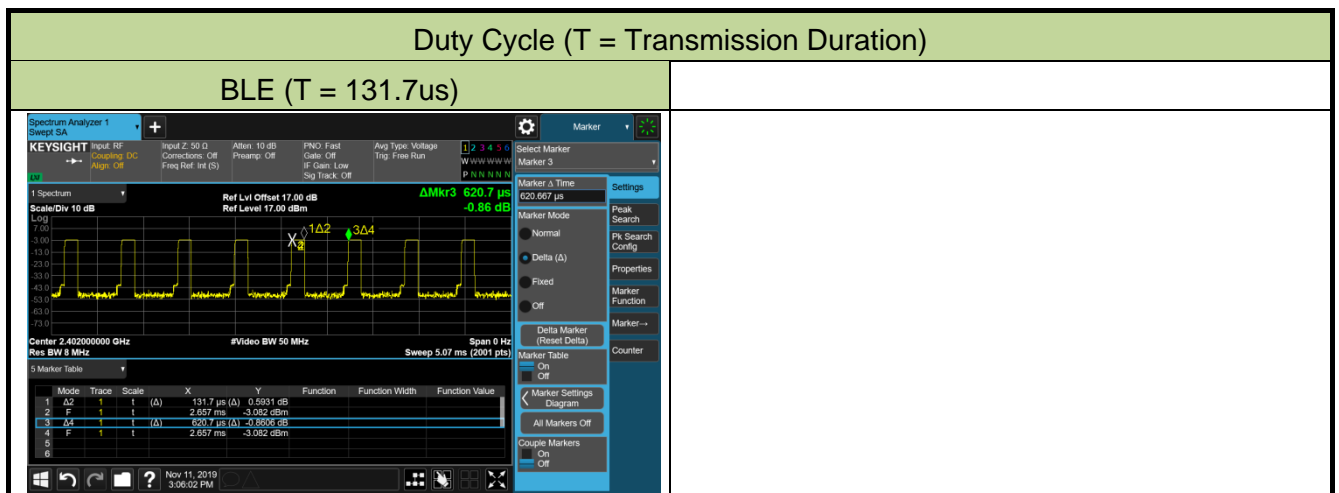 Duty Cycle (T = Transmission Duration)
BLE (T = 131.7us)
Spectrum Analyzer 1
Swept SA
+
Marker
KEYSIGHT
Input: RF
Coupling: DC
Align: Off
Input Z: 50 Ω
Corrections: Off
Freq Ref: Int (S)
Atten: 10 dB
Preamp: Off
PNO: Fast
Gate: Off
IF Gain: Low
Sig Track: Off
Avg Type: Voltage
Trig: Free Run
1 2 3 4 5 6
W W W W W W
P N N N N N
Select Marker
Marker 3
1 Spectrum
Scale/Div 10 dB
Ref Lvl Offset 17.00 dB
Ref Level 17.00 dBm
ΔMkr3 620.7 µs
-0.86 dB
Log
7.00
-3.00
-13.0
-23.0
-33.0
-43.0
-53.0
-63.0
-73.0
1Δ2
3Δ4
X
Center 2.402000000 GHz
Res BW 8 MHz
#Video BW 50 MHz
Span 0 Hz
Sweep 5.07 ms (2001 pts)
Marker Δ Time
620.667 µs
Marker Mode
Normal
Delta (Δ)
Fixed
Off
Delta Marker
(Reset Delta)
Marker Table
On
Off
Marker Settings
Diagram
All Markers Off
Couple Markers
On
Off
Settings
Peak
Search
Pk Search
Config
Properties
Marker
Function
Marker→
Counter
5 Marker Table
Mode Trace Scale X Y Function Function Width Function Value
1 Δ2 1 t (Δ) 131.7 µs (Δ) 0.5931 dB
2 F 1 t 2.657 ms -3.082 dBm
3 Δ4 1 t (Δ) 620.7 µs (Δ) -0.8606 dB
4 F 1 t 2.657 ms -3.082 dBm
5
6
?
Nov 11, 2019
3:06:02 PM